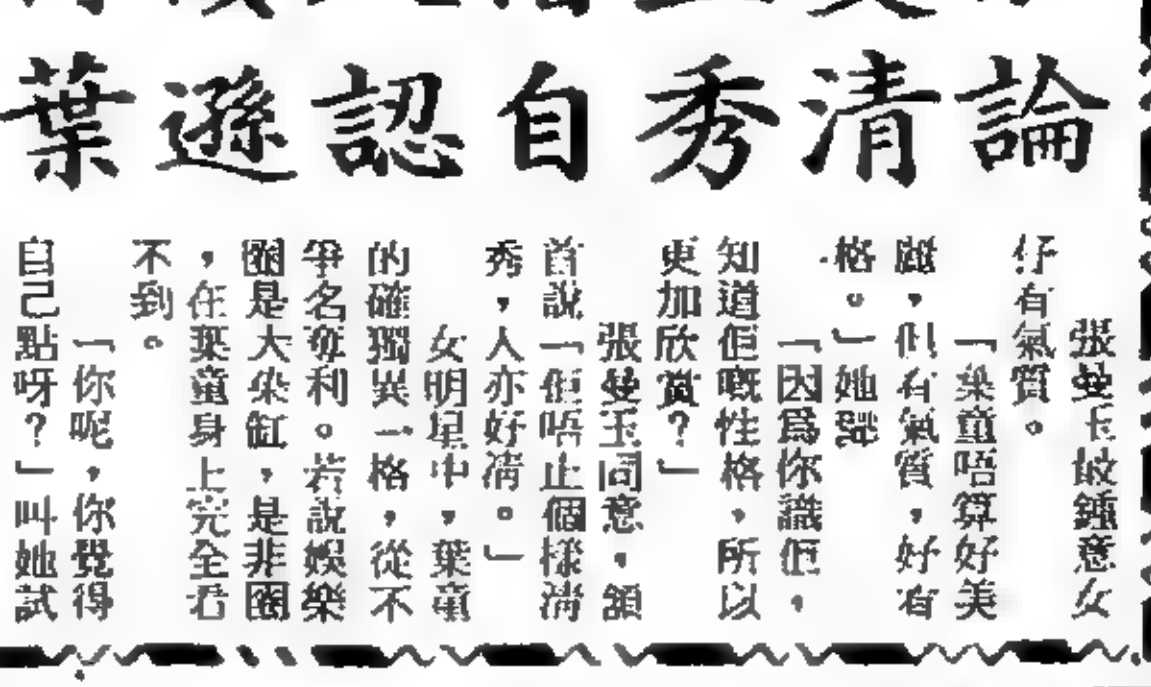 論清秀自認遜葉
張曼玉最鍾意女
仔有氣質。
「葉童唔算好美
麗,但有氣質,好有
格。」她說
「因爲你識佢,
知道佢嘅性格,所以
更加欣賞?」
張曼玉同意,頷
首說「佢唔止個樣清
秀,人亦好清。」
女明星中,葉童
的確獨異一格,從不
爭名奪利。若說娛樂
圈是大染缸,是非圈
,在葉童身上完全看
不到。
「你呢,你覺得
自己點呀?」叫她試